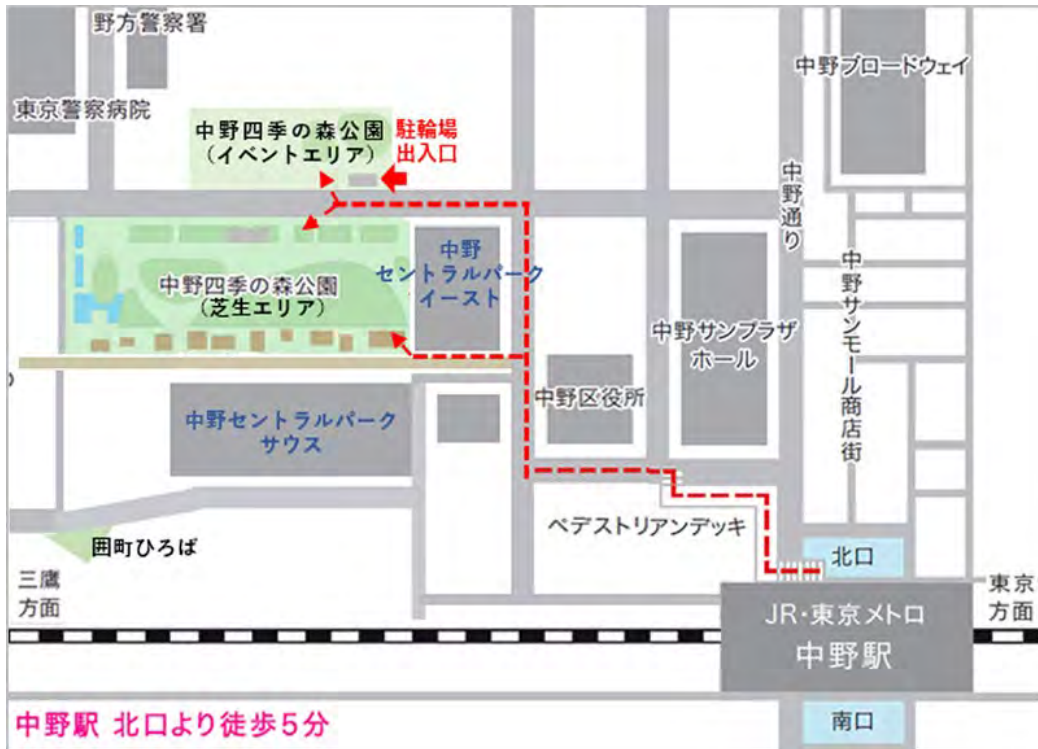 野方警察署
中野ブロードウェイ
東京警察病院
中野四季の森公園
（イベントエリア）
駐輪場
出入口
中野通り
中野
セントラルパーク
イースト
中野四季の森公園
（芝生エリア）
中野サンプラザ
ホール
中野サンモール商店街
中野区役所
中野セントラルパーク
サウス
ペデストリアンデッキ
囲町ひろば
北口
三鷹
方面
東京
方面
JR・東京メトロ
中野駅
中野駅 北口より徒歩5分
南口